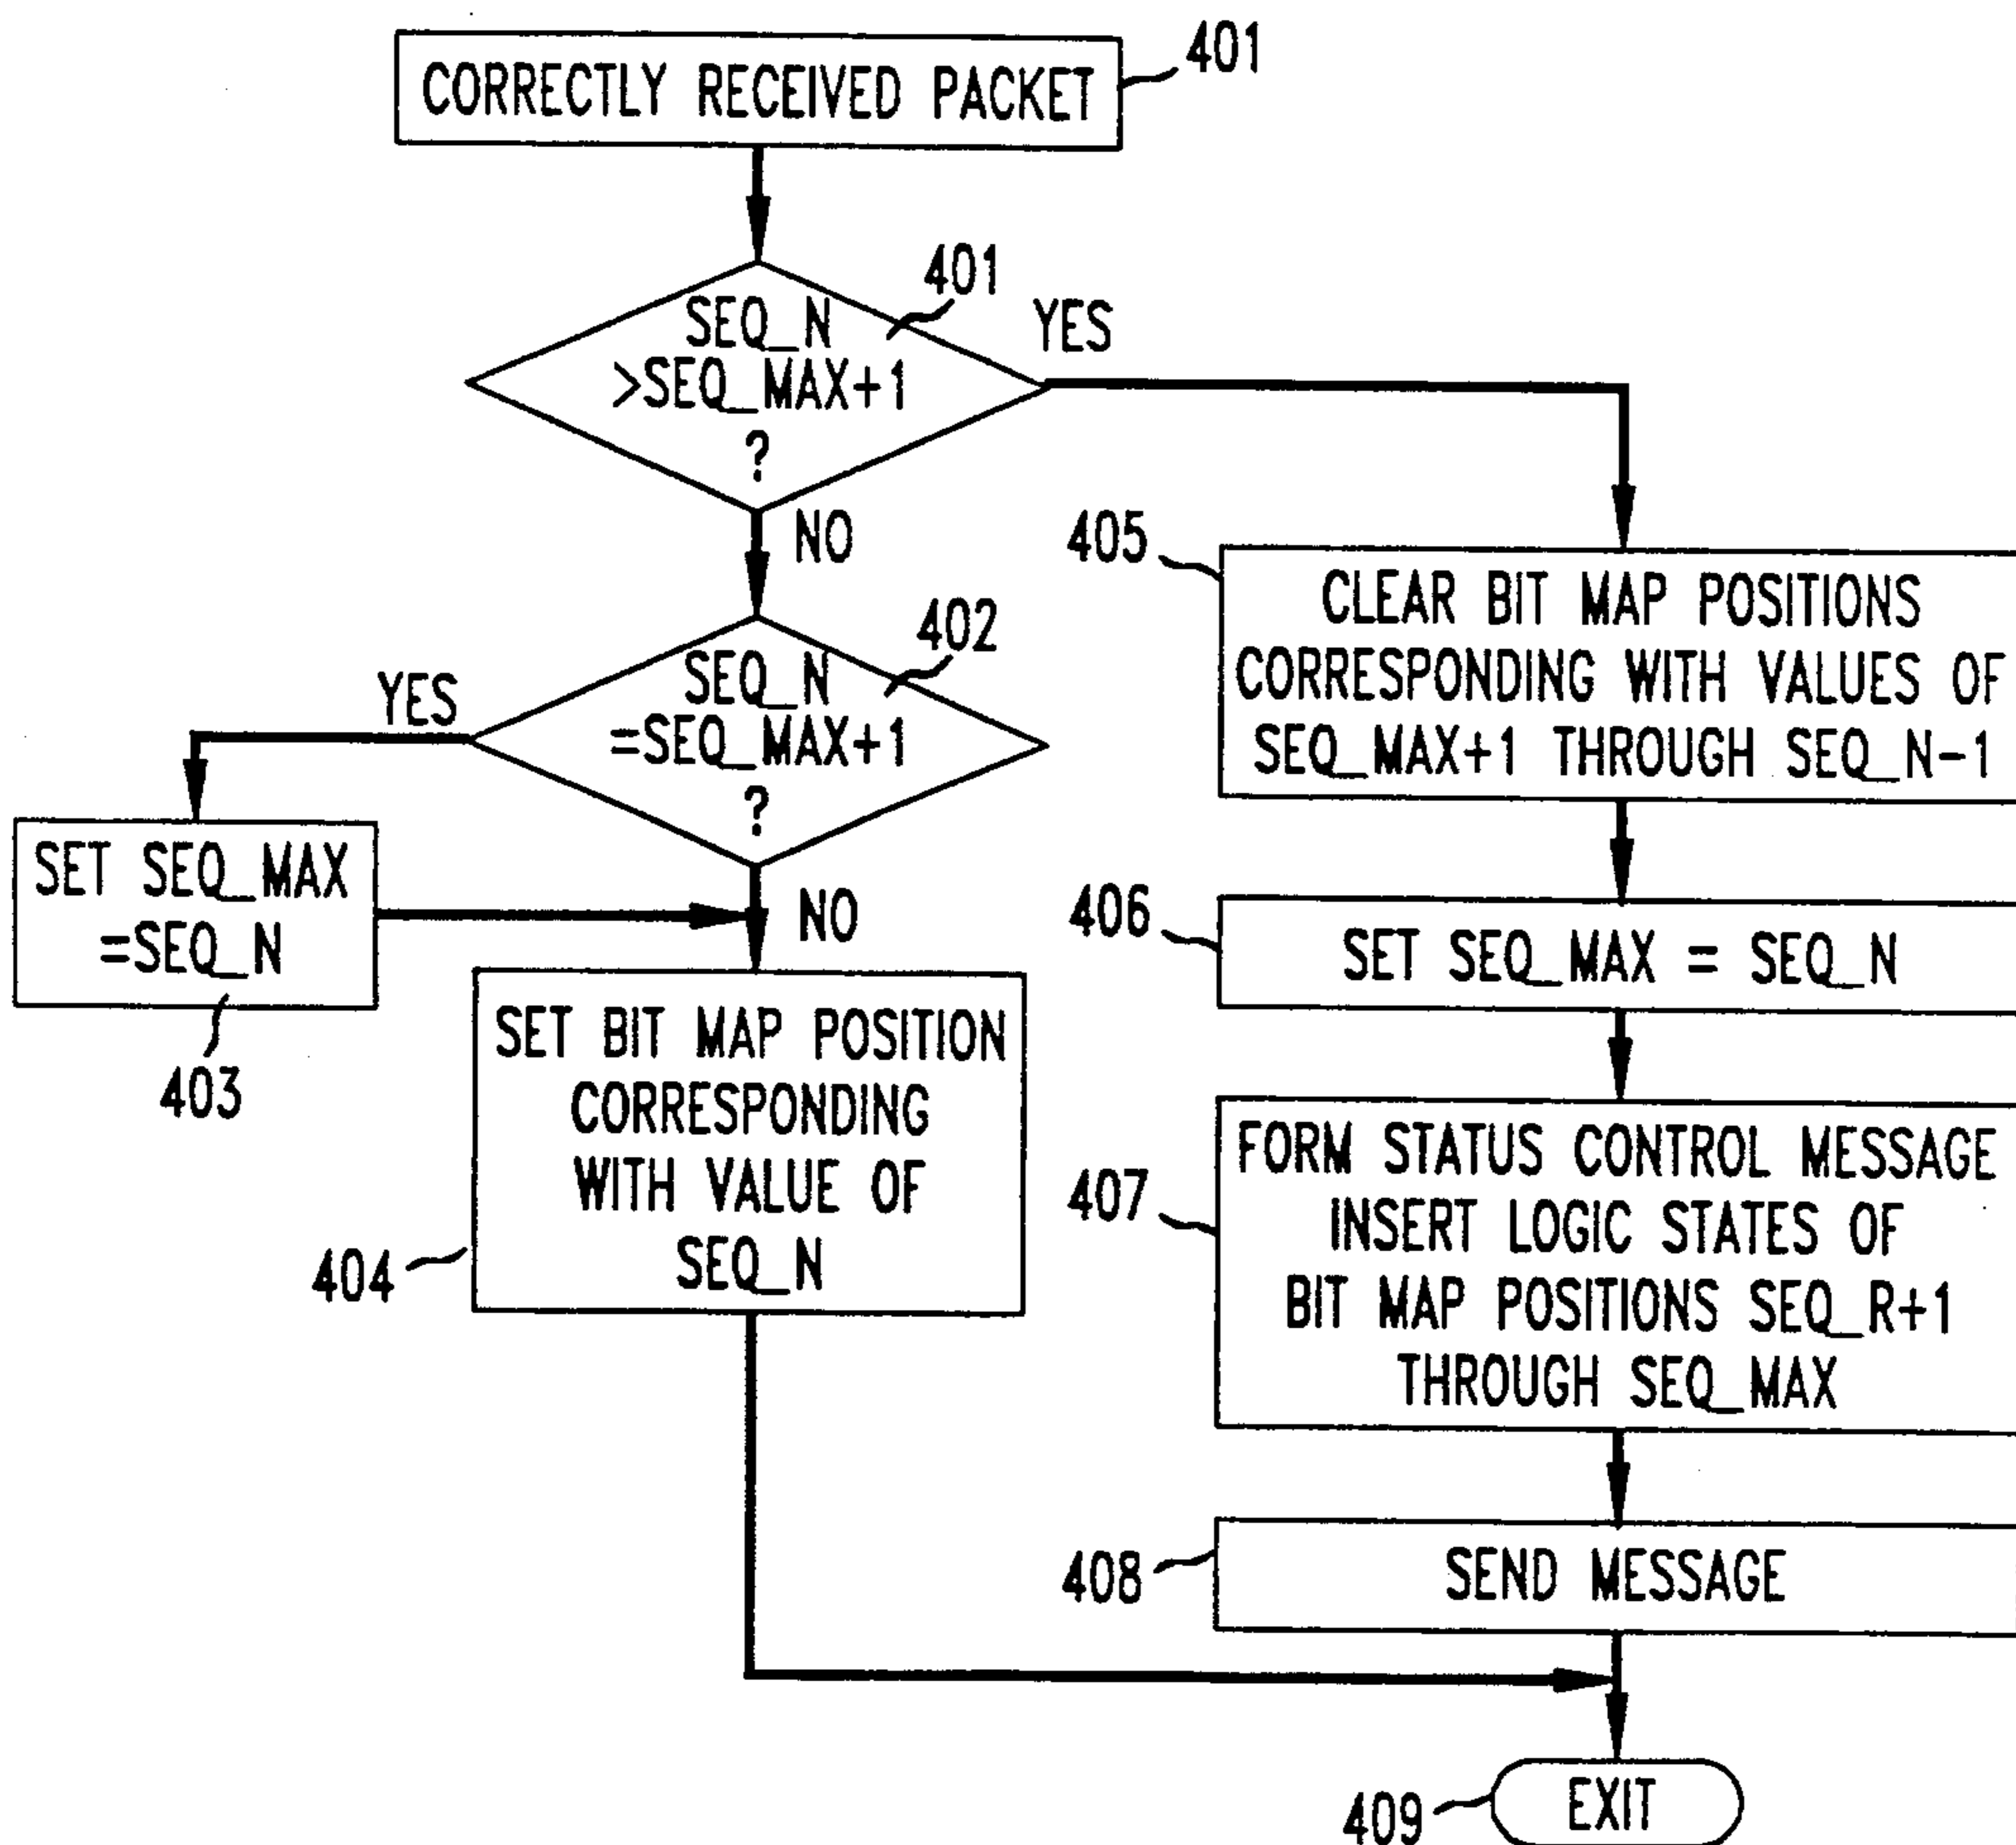 CORRECTLY RECEIVED PACKET
401
401
SEQ_N
>SEQ_MAX+1
?
YES
NO
402
SEQ_N
=SEQ_MAX+1
?
YES
NO
SET SEQ_MAX
=SEQ_N
403
SET BIT MAP POSITION
CORRESPONDING
WITH VALUE OF
SEQ_N
404
405
CLEAR BIT MAP POSITIONS
CORRESPONDING WITH VALUES OF
SEQ_MAX+1 THROUGH SEQ_N-1
406
SET SEQ_MAX = SEQ_N
407
FORM STATUS CONTROL MESSAGE
INSERT LOGIC STATES OF
BIT MAP POSITIONS SEQ_R+1
THROUGH SEQ_MAX
408
SEND MESSAGE
409
EXIT